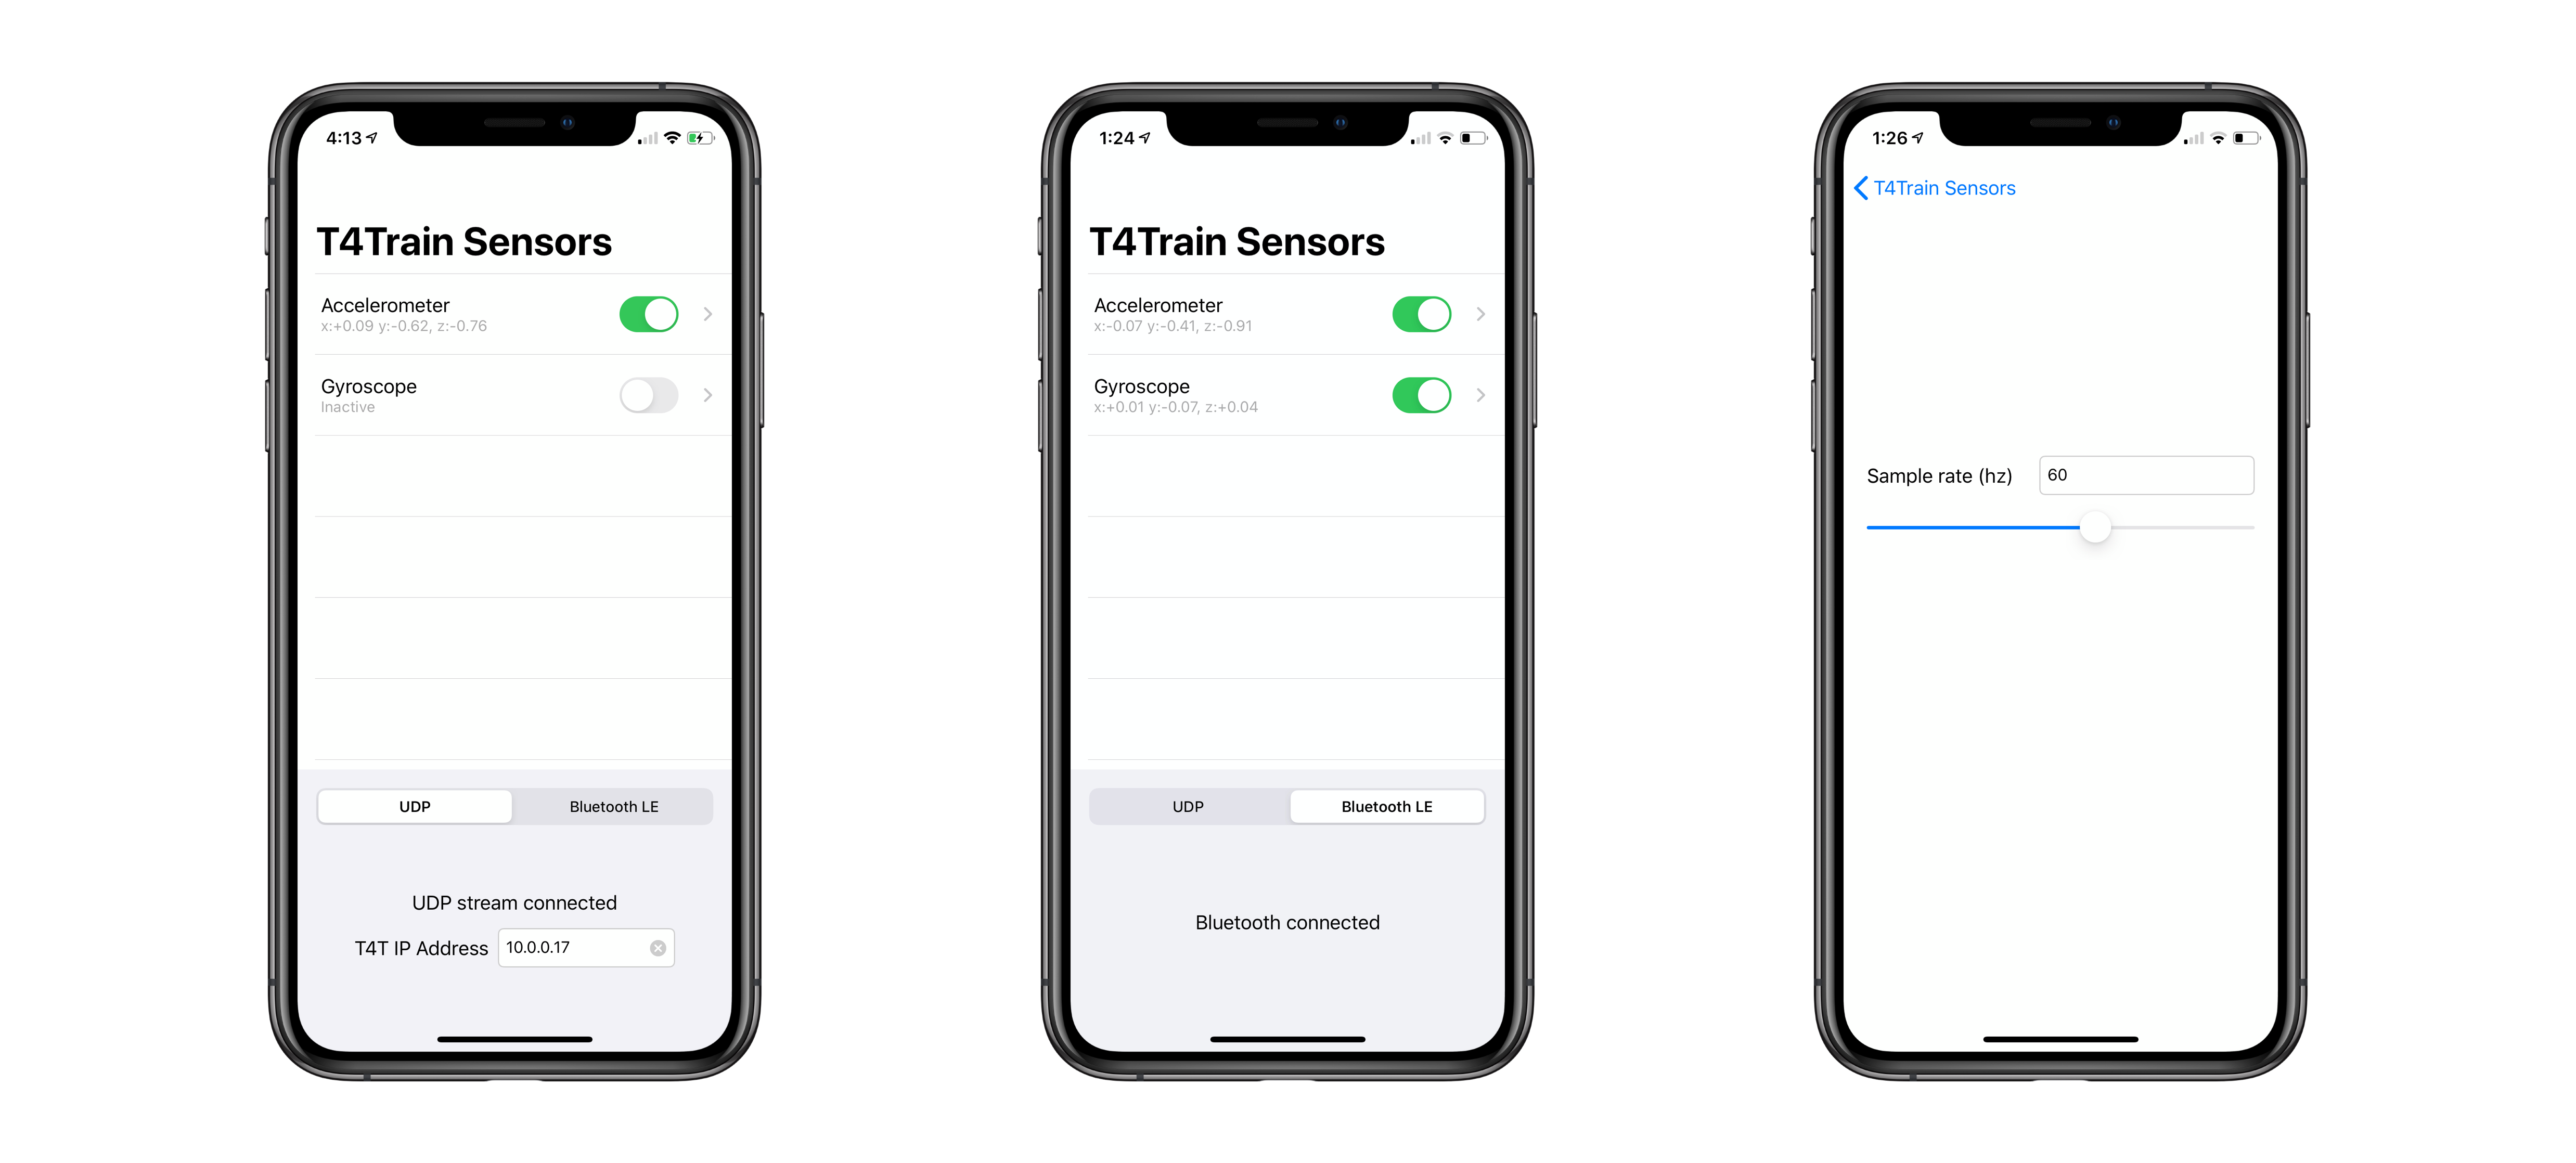 4:13
T4Train Sensors
Accelerometer
x:+0.09 y:-0.62, z:-0.76
Gyroscope
Inactive
UDP
Bluetooth LE
UDP stream connected
T4T IP Address
10.0.0.17
1:24
T4Train Sensors
Accelerometer
x:-0.07 y:-0.41, z:-0.91
Gyroscope
x:+0.01 y:-0.07, z:+0.04
UDP
Bluetooth LE
Bluetooth connected
1:26
T4Train Sensors
Sample rate (hz)
60